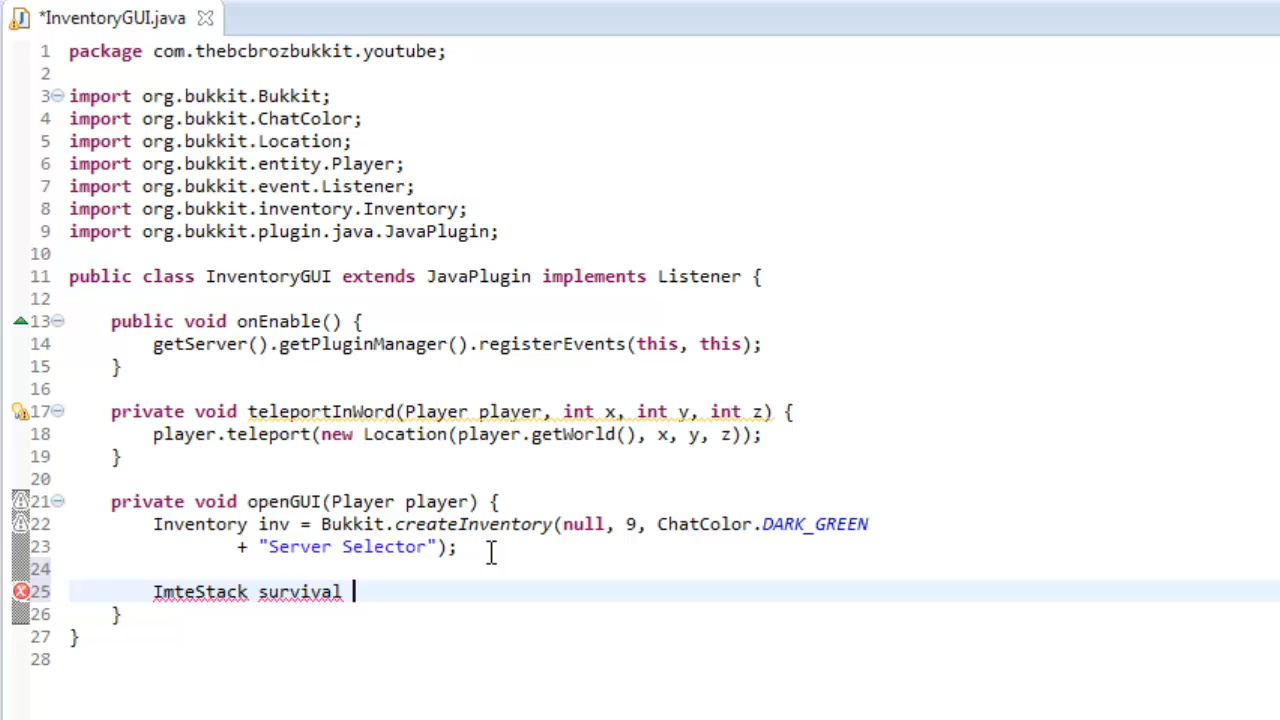 *InventoryGUI.java
1 package com.thebcbrozbukkit.youtube;
2
3 import org.bukkit.Bukkit;
4 import org.bukkit.ChatColor;
5 import org.bukkit.Location;
6 import org.bukkit.entity.Player;
7 import org.bukkit.event.Listener;
8 import org.bukkit.inventory.Inventory;
9 import org.bukkit.plugin.java.JavaPlugin;
10
11 public class InventoryGUI extends JavaPlugin implements Listener {
12
13 public void onEnable() {
14 getServer().getPluginManager().registerEvents(this, this);
15 }
16
17 private void teleportInWord(Player player, int x, int y, int z) {
18 player.teleport(new Location(player.getWorld(), x, y, z));
19 }
20
21 private void openGUI(Player player) {
22 Inventory inv = Bukkit.createInventory(null, 9, ChatColor.DARK_GREEN
23 + "Server Selector");
24
25 ImteStack survival
26 }
27 }
28